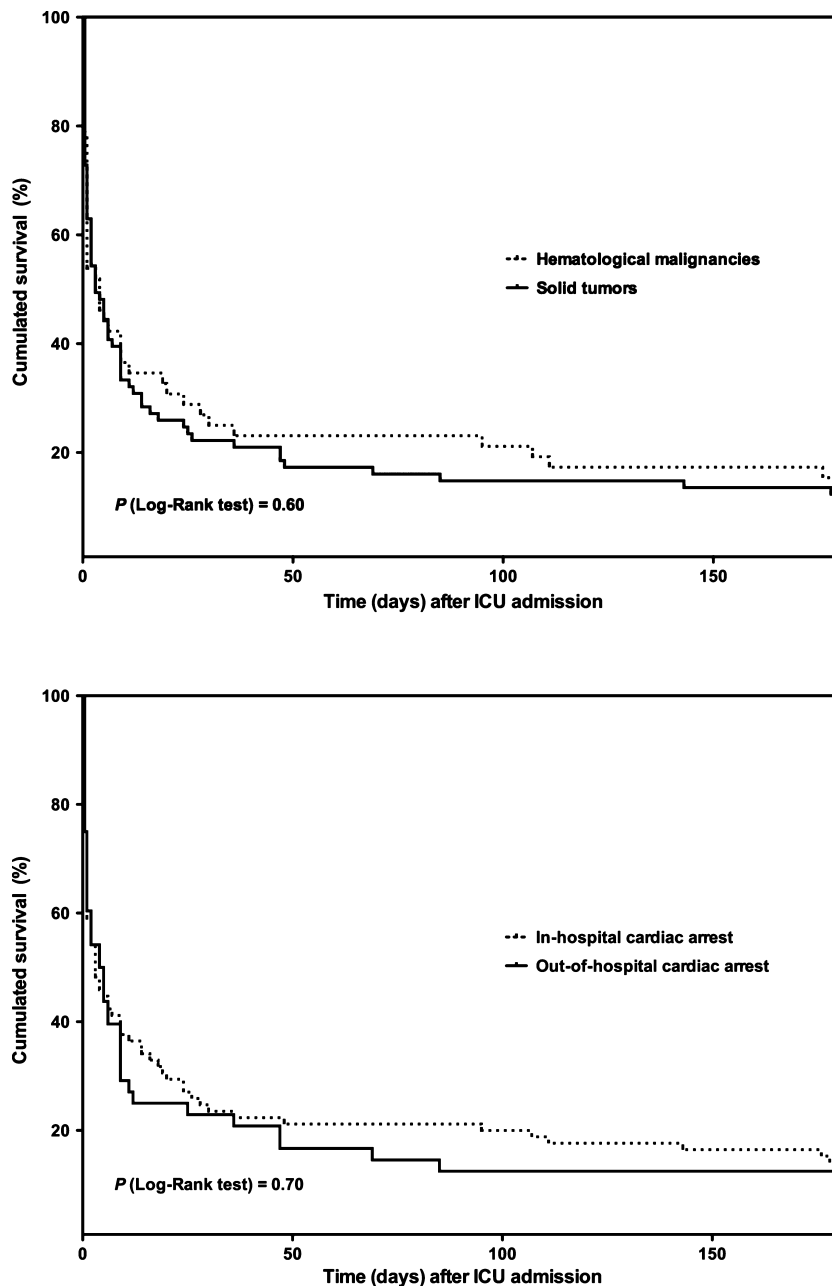 100
80
60
40
20
Cumulated survival (%)
Hematological malignancies
Solid tumors
P (Log-Rank test) = 0.60
0 50 100 150
Time (days) after ICU admission
100
80
60
40
20
Cumulated survival (%)
In-hospital cardiac arrest
Out-of-hospital cardiac arrest
P (Log-Rank test) = 0.70
0 50 100 150
Time (days) after ICU admission